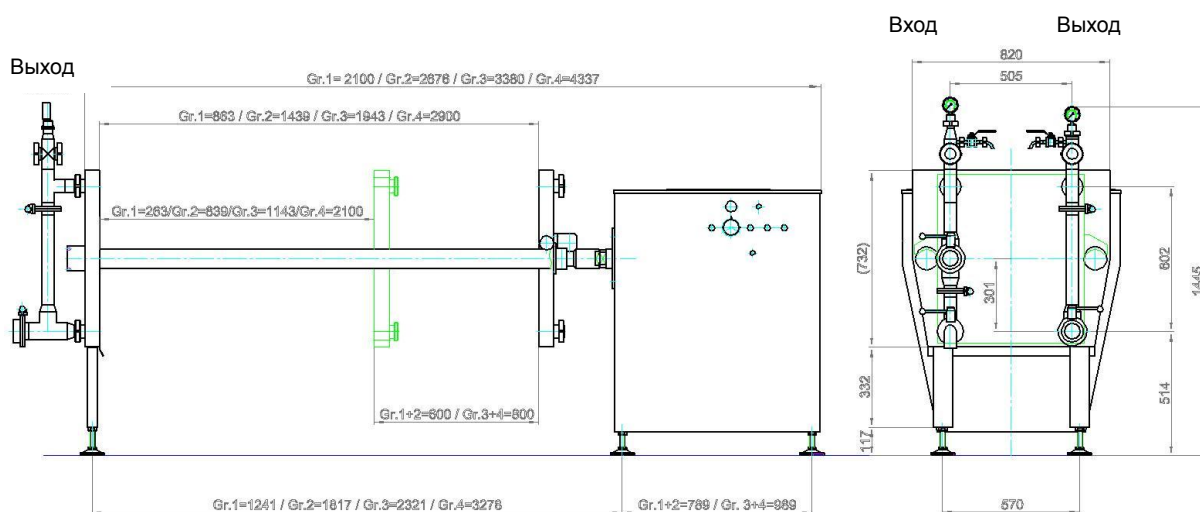 Вход Выход
820
Выход
505
Gr.1= 2100 / Gr.2=2676 / Gr.3=3380 / Gr.4=4337
Gr.1=863 / Gr.2=1439 / Gr.3=1943 / Gr.4=2900
Gr.1=263/Gr.2=839/Gr.3=1143/Gr.4=2100
(732)
301
602
1445
332
514
Gr.1+2=600 / Gr.3+4=800
117
Gr.1=1241 / Gr.2=1817 / Gr.3=2321 / Gr.4=3278
Gr.1+2=789 / Gr. 3+4=989
570